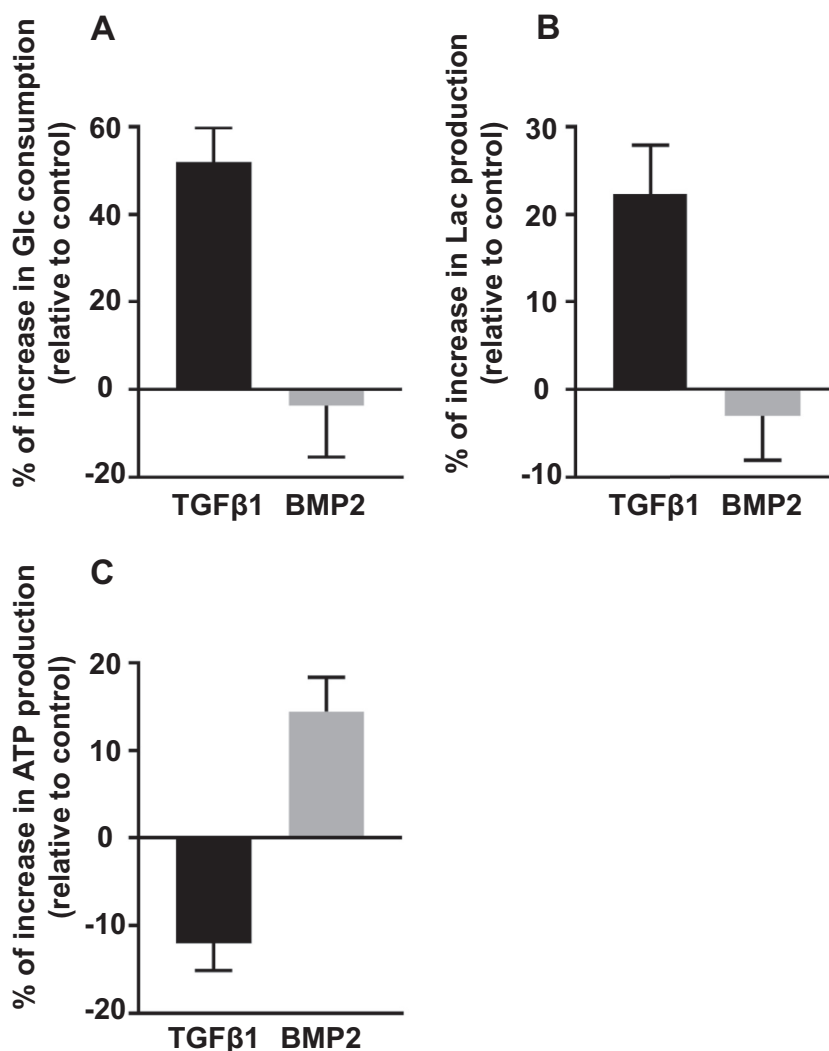 A
% of increase in Glc consumption
(relative to control)
60
40
20
0
-20
TGFβ1 BMP2
B
% of increase in Lac production
(relative to control)
30
20
10
0
-10
TGFβ1 BMP2
C
% of increase in ATP production
(relative to control)
20
10
0
-10
-20
TGFβ1 BMP2